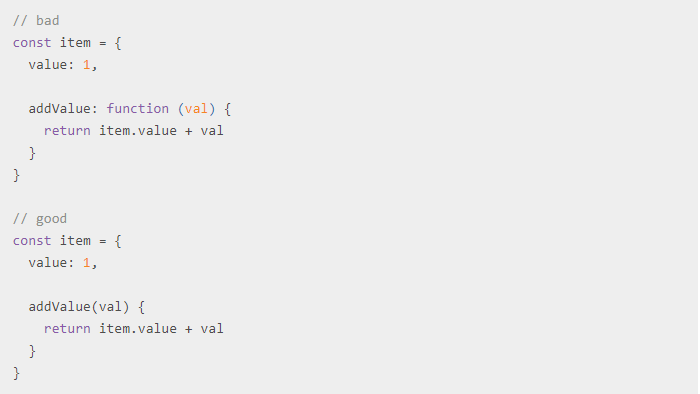 // bad
const item = {
  value: 1,

  addValue: function (val) {
    return item.value + val
  }
}

// good
const item = {
  value: 1,

  addValue(val) {
    return item.value + val
  }
}